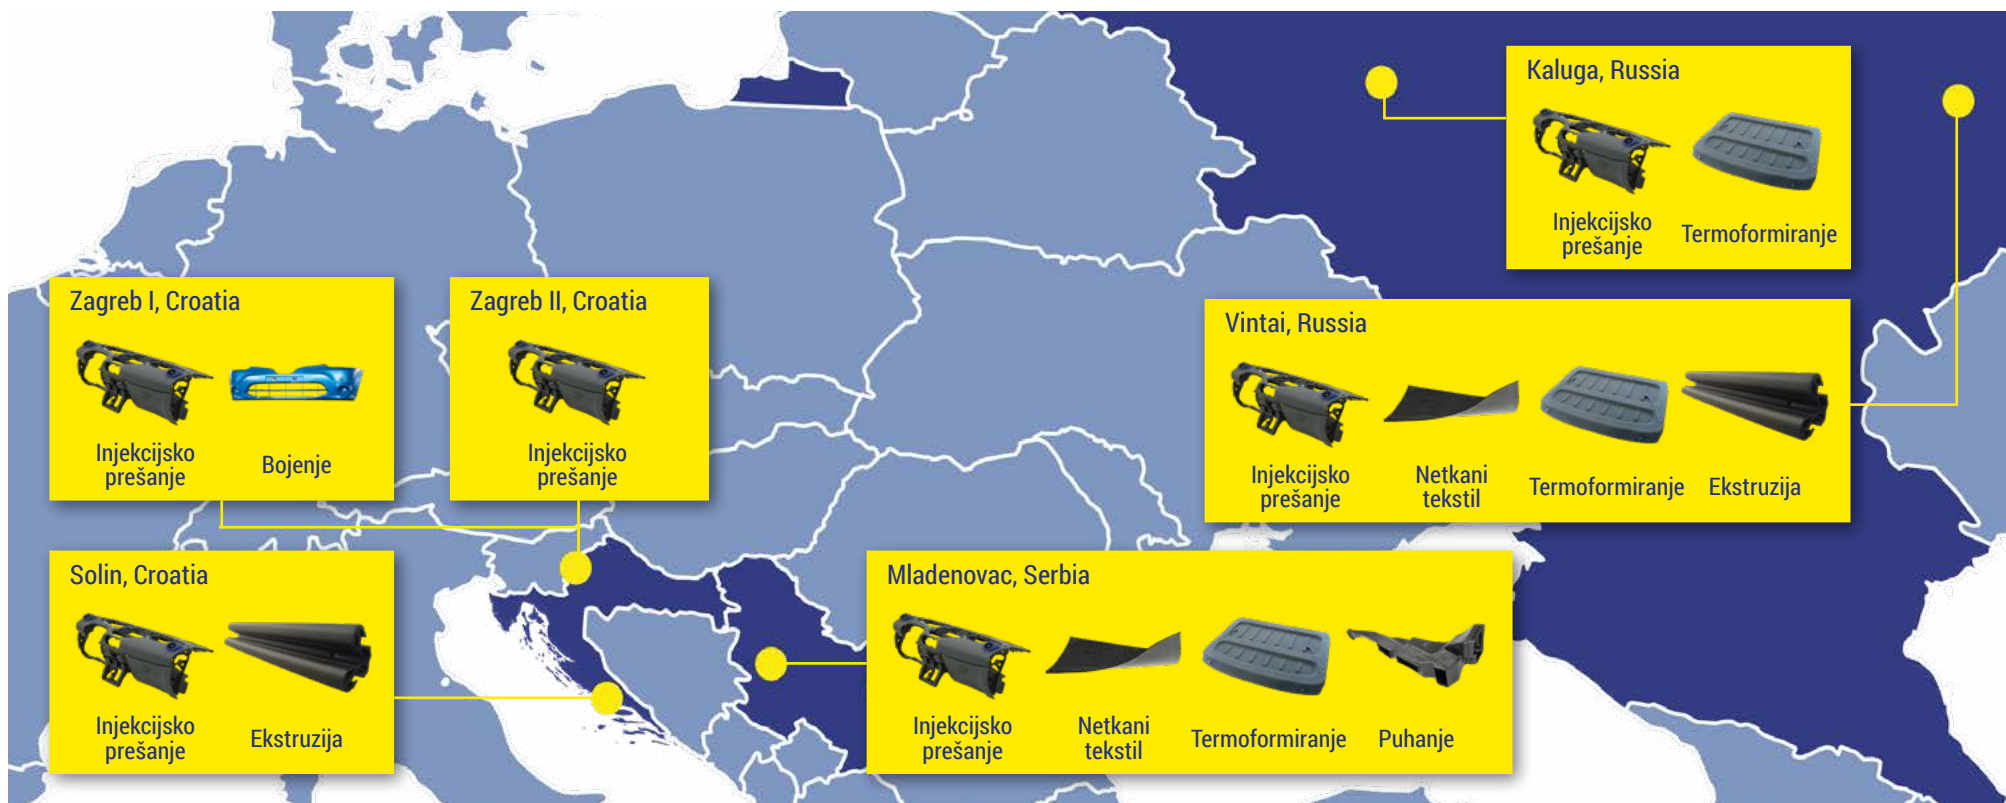 Kaluga, Russia
Injekcijsko
prešanje
Termoformiranje
Zagreb I, Croatia
Injekcijsko
prešanje
Bojenje
Zagreb II, Croatia
Injekcijsko
prešanje
Vintai, Russia
Injekcijsko
prešanje
Netkani
tekstil
Termoformiranje
Ekstruzija
Solin, Croatia
Injekcijsko
prešanje
Ekstruzija
Mladenovac, Serbia
Injekcijsko
prešanje
Netkani
tekstil
Termoformiranje
Puhanje